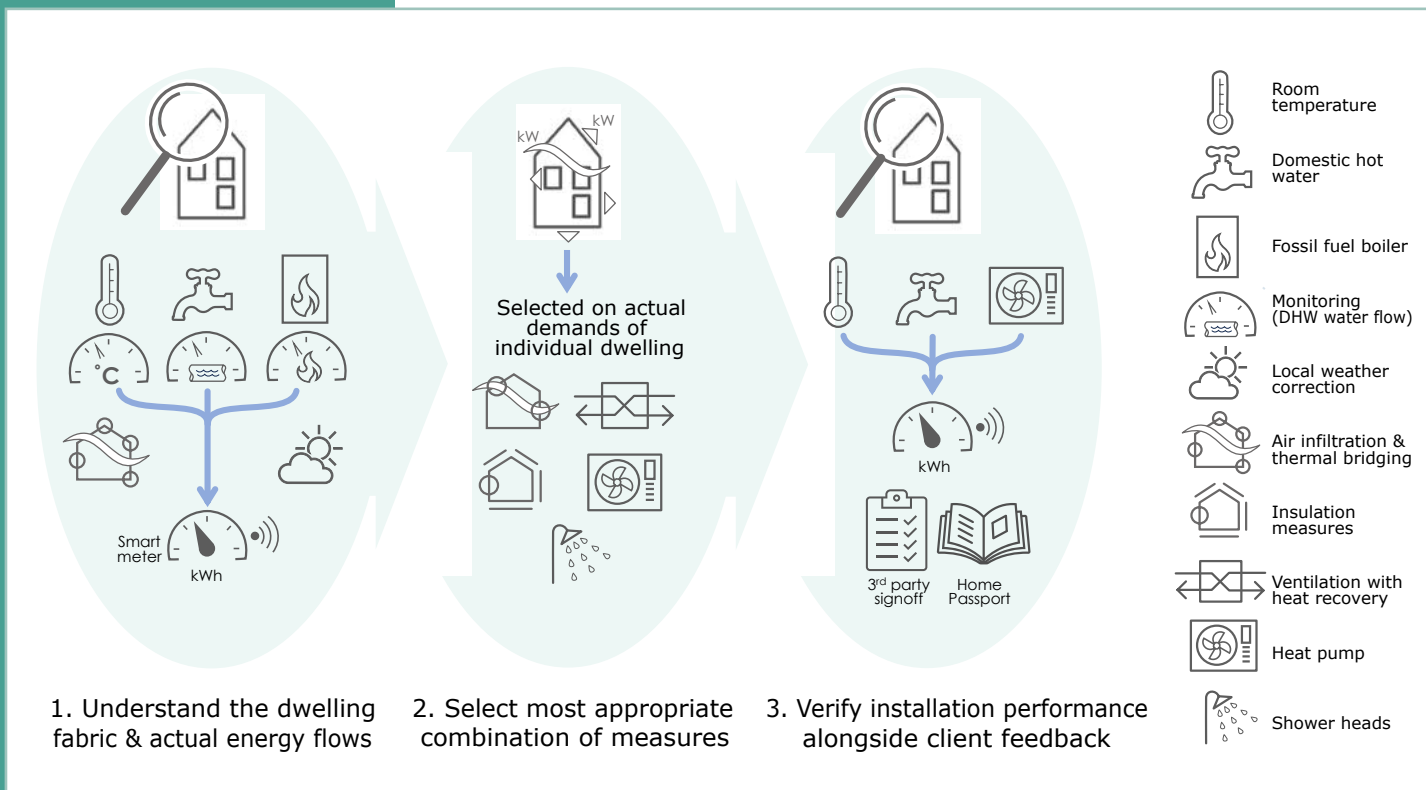 kW
kW
Selected on actual
demands of
individual dwelling
°C
Smart
meter
kWh
kWh
3rd party
signoff
Home
Passport
1. Understand the dwelling
fabric & actual energy flows
2. Select most appropriate
combination of measures
3. Verify installation performance
alongside client feedback
Room
temperature
Domestic hot
water
Fossil fuel boiler
Monitoring
(DHW water flow)
Local weather
correction
Air infiltration &
thermal bridging
Insulation
measures
Ventilation with
heat recovery
Heat pump
Shower heads